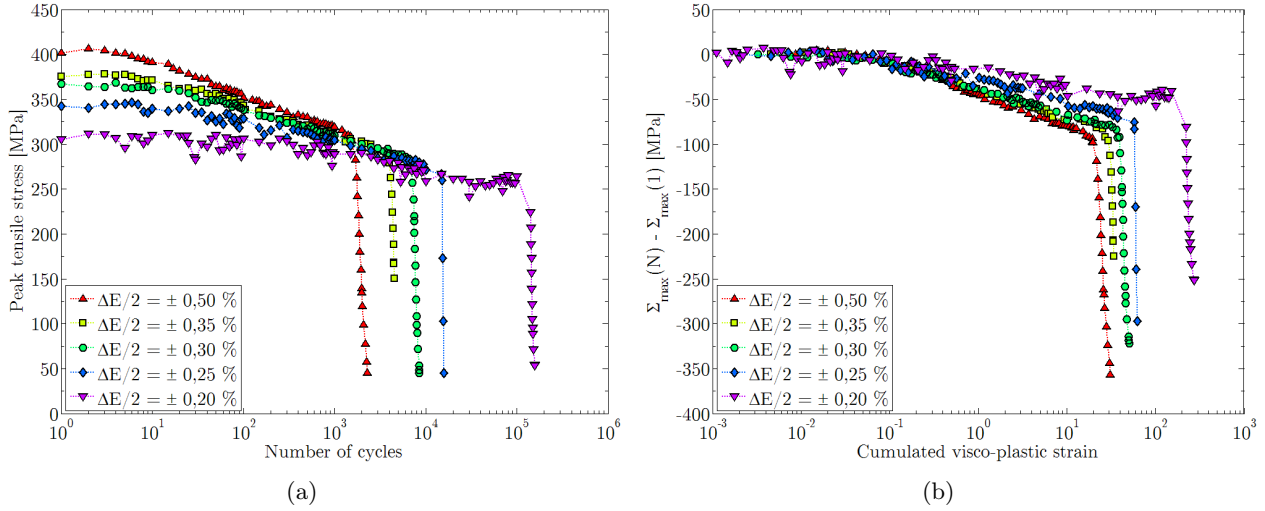 450
400
350
300
250
200
150
100
50
0
Peak tensile stress [MPa]
ΔE/2 = ± 0,50 %
ΔE/2 = ± 0,35 %
ΔE/2 = ± 0,30 %
ΔE/2 = ± 0,25 %
ΔE/2 = ± 0,20 %
10^0 10^1 10^2 10^3 10^4 10^5 10^6
Number of cycles
(a)
50
0
-50
-100
-150
-200
-250
-300
-350
-400
Σ_max(N) - Σ_max(1) [MPa]
ΔE/2 = ± 0,50 %
ΔE/2 = ± 0,35 %
ΔE/2 = ± 0,30 %
ΔE/2 = ± 0,25 %
ΔE/2 = ± 0,20 %
10^-3 10^-2 10^-1 10^0 10^1 10^2 10^3
Cumulated visco-plastic strain
(b)